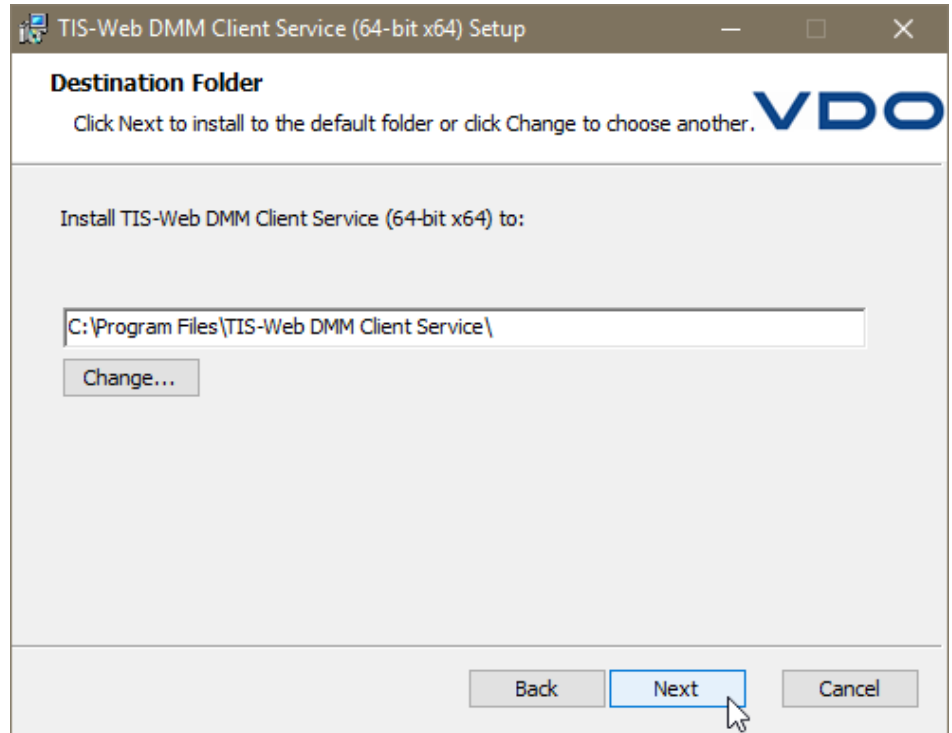 TIS-Web DMM Client Service (64-bit x64) Setup
Destination Folder
Click Next to install to the default folder or click Change to choose another.
VDO
Install TIS-Web DMM Client Service (64-bit x64) to:
C:\Program Files\TIS-Web DMM Client Service\
Change...
Back
Next
Cancel